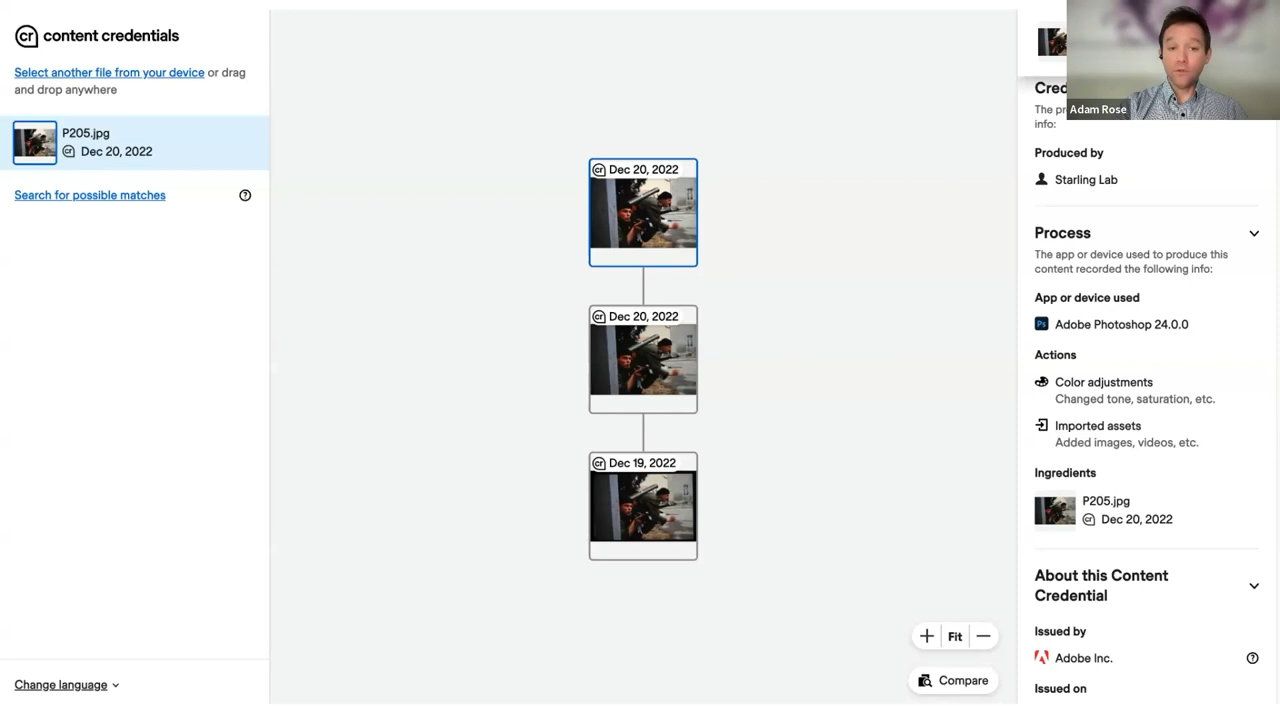 content credentials
Select another file from your device or drag
and drop anywhere
P205.jpg
Dec 20, 2022
Search for possible matches
Change language
Dec 20, 2022
Dec 20, 2022
Dec 19, 2022
Fit
Compare
Adam Rose
Cred
The p
info:
Produced by
Starling Lab
Process
The app or device used to produce this
content recorded the following info:
App or device used
Ps
Adobe Photoshop 24.0.0
Actions
Color adjustments
Changed tone, saturation, etc.
Imported assets
Added images, videos, etc.
Ingredients
P205.jpg
Dec 20, 2022
About this Content
Credential
Issued by
Adobe Inc.
Issued on